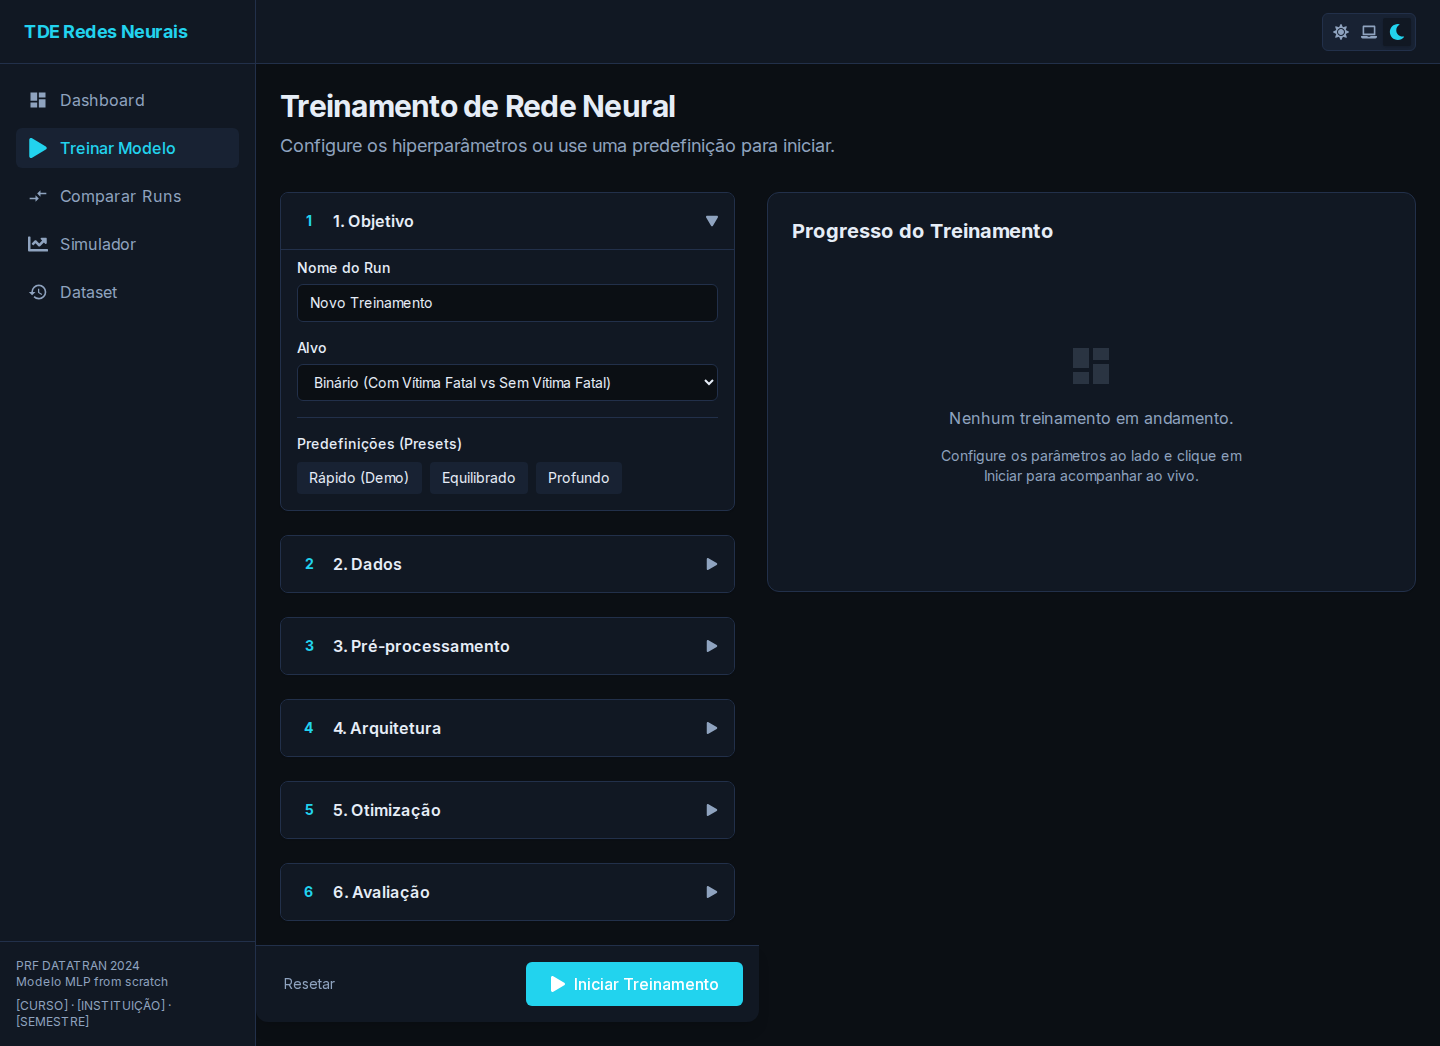 TDE Redes Neurais
Dashboard
Treinar Modelo
Comparar Runs
Simulador
Dataset
PRF DATATRAN 2024
Modelo MLP from scratch
[CURSO] · [INSTITUIÇÃO] ·
[SEMESTRE]
Treinamento de Rede Neural
Configure os hiperparâmetros ou use uma predefinição para iniciar.
1 1. Objetivo
Nome do Run
Novo Treinamento
Alvo
Binário (Com Vítima Fatal vs Sem Vítima Fatal)
Predefinições (Presets)
Rápido (Demo) Equilibrado Profundo
2 2. Dados
3 3. Pré-processamento
4 4. Arquitetura
5 5. Otimização
6 6. Avaliação
Resetar Iniciar Treinamento
Progresso do Treinamento
Nenhum treinamento em andamento.
Configure os parâmetros ao lado e clique em
Iniciar para acompanhar ao vivo.